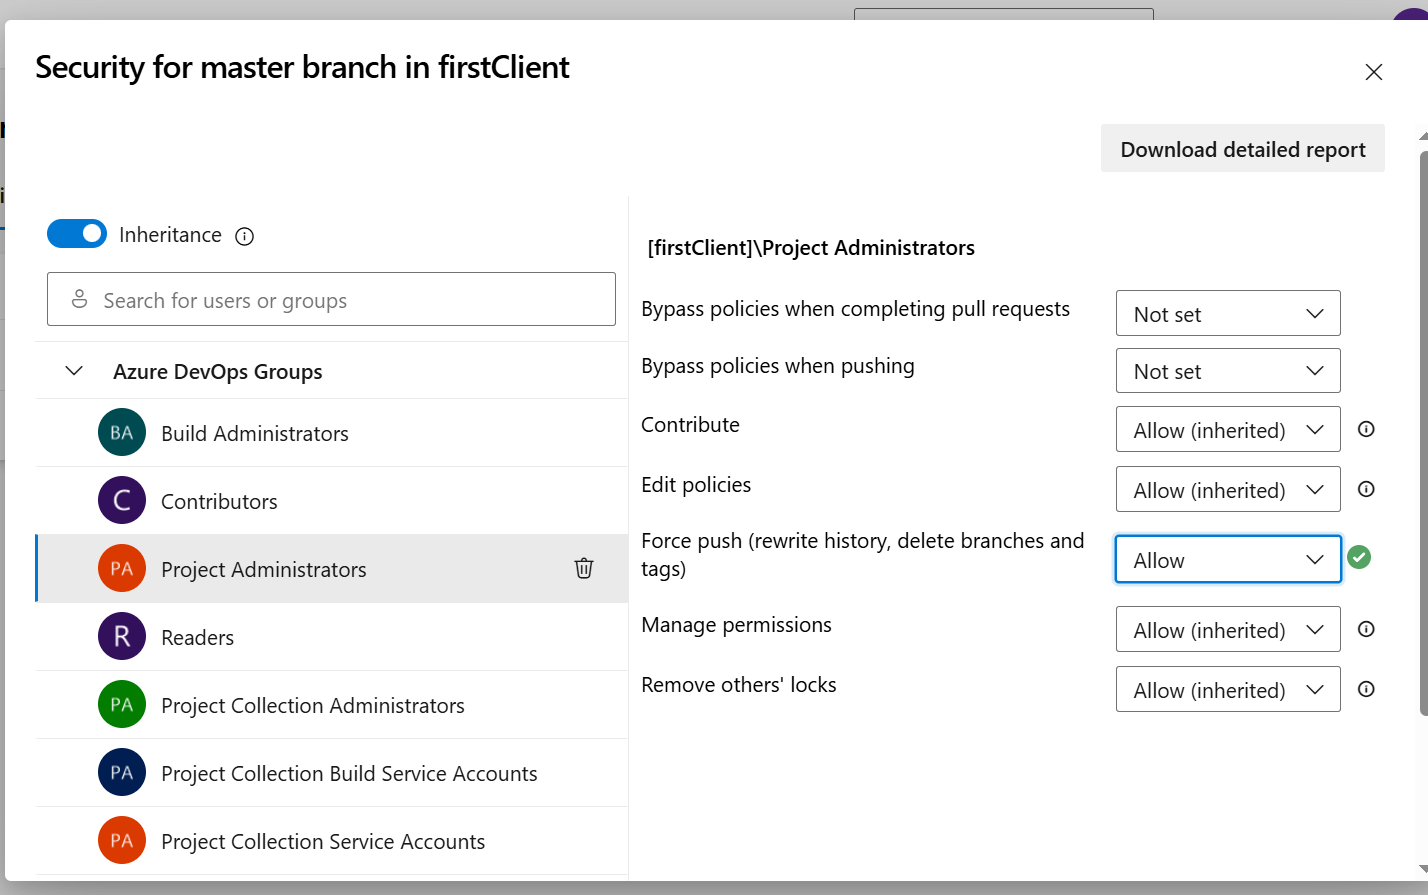 Security for master branch in firstClient
Download detailed report
Inheritance
Search for users or groups
Azure DevOps Groups
BA Build Administrators
C Contributors
PA Project Administrators
R Readers
PA Project Collection Administrators
PA Project Collection Build Service Accounts
PA Project Collection Service Accounts
[firstClient]\Project Administrators
Bypass policies when completing pull requests Not set
Bypass policies when pushing Not set
Contribute Allow (inherited)
Edit policies Allow (inherited)
Force push (rewrite history, delete branches and
tags) Allow
Manage permissions Allow (inherited)
Remove others' locks Allow (inherited)